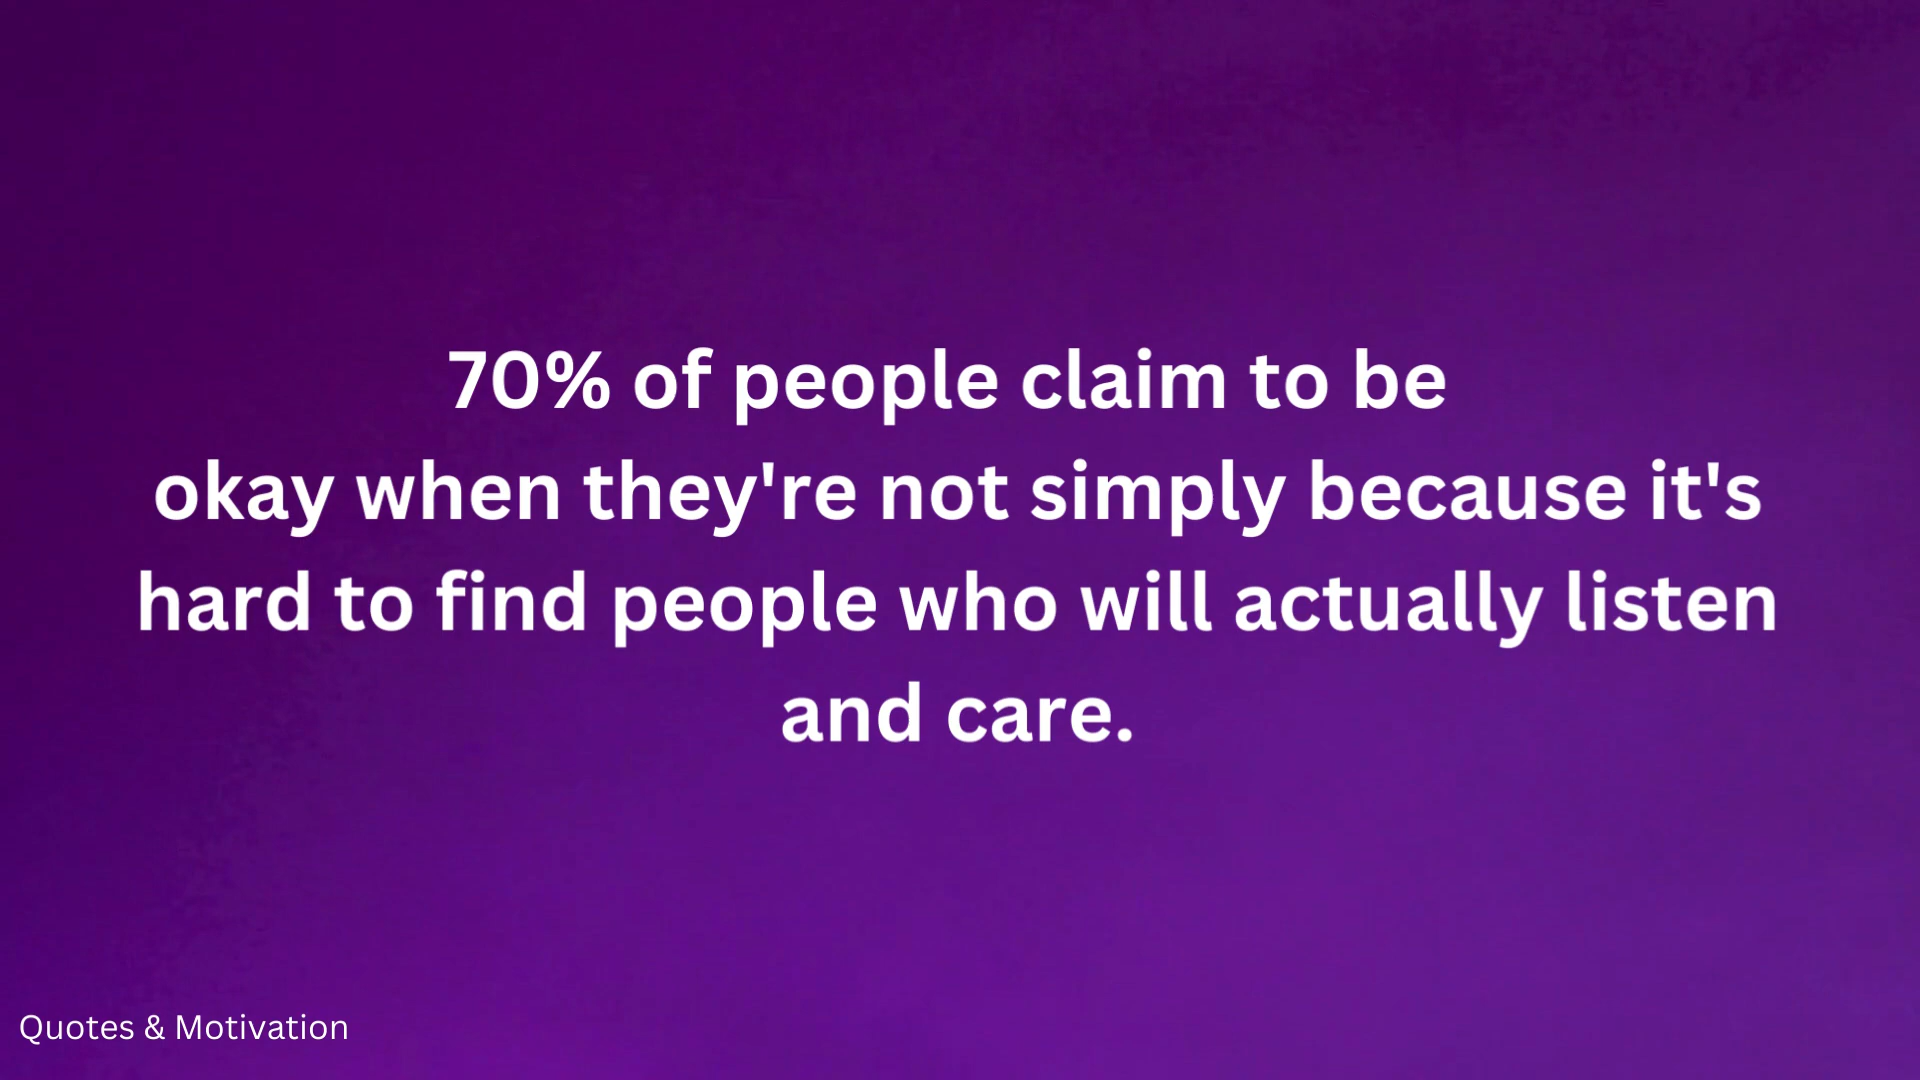 70% of people claim to be
okay when they're not simply because it's
hard to find people who will actually listen
and care.
Quotes & Motivation